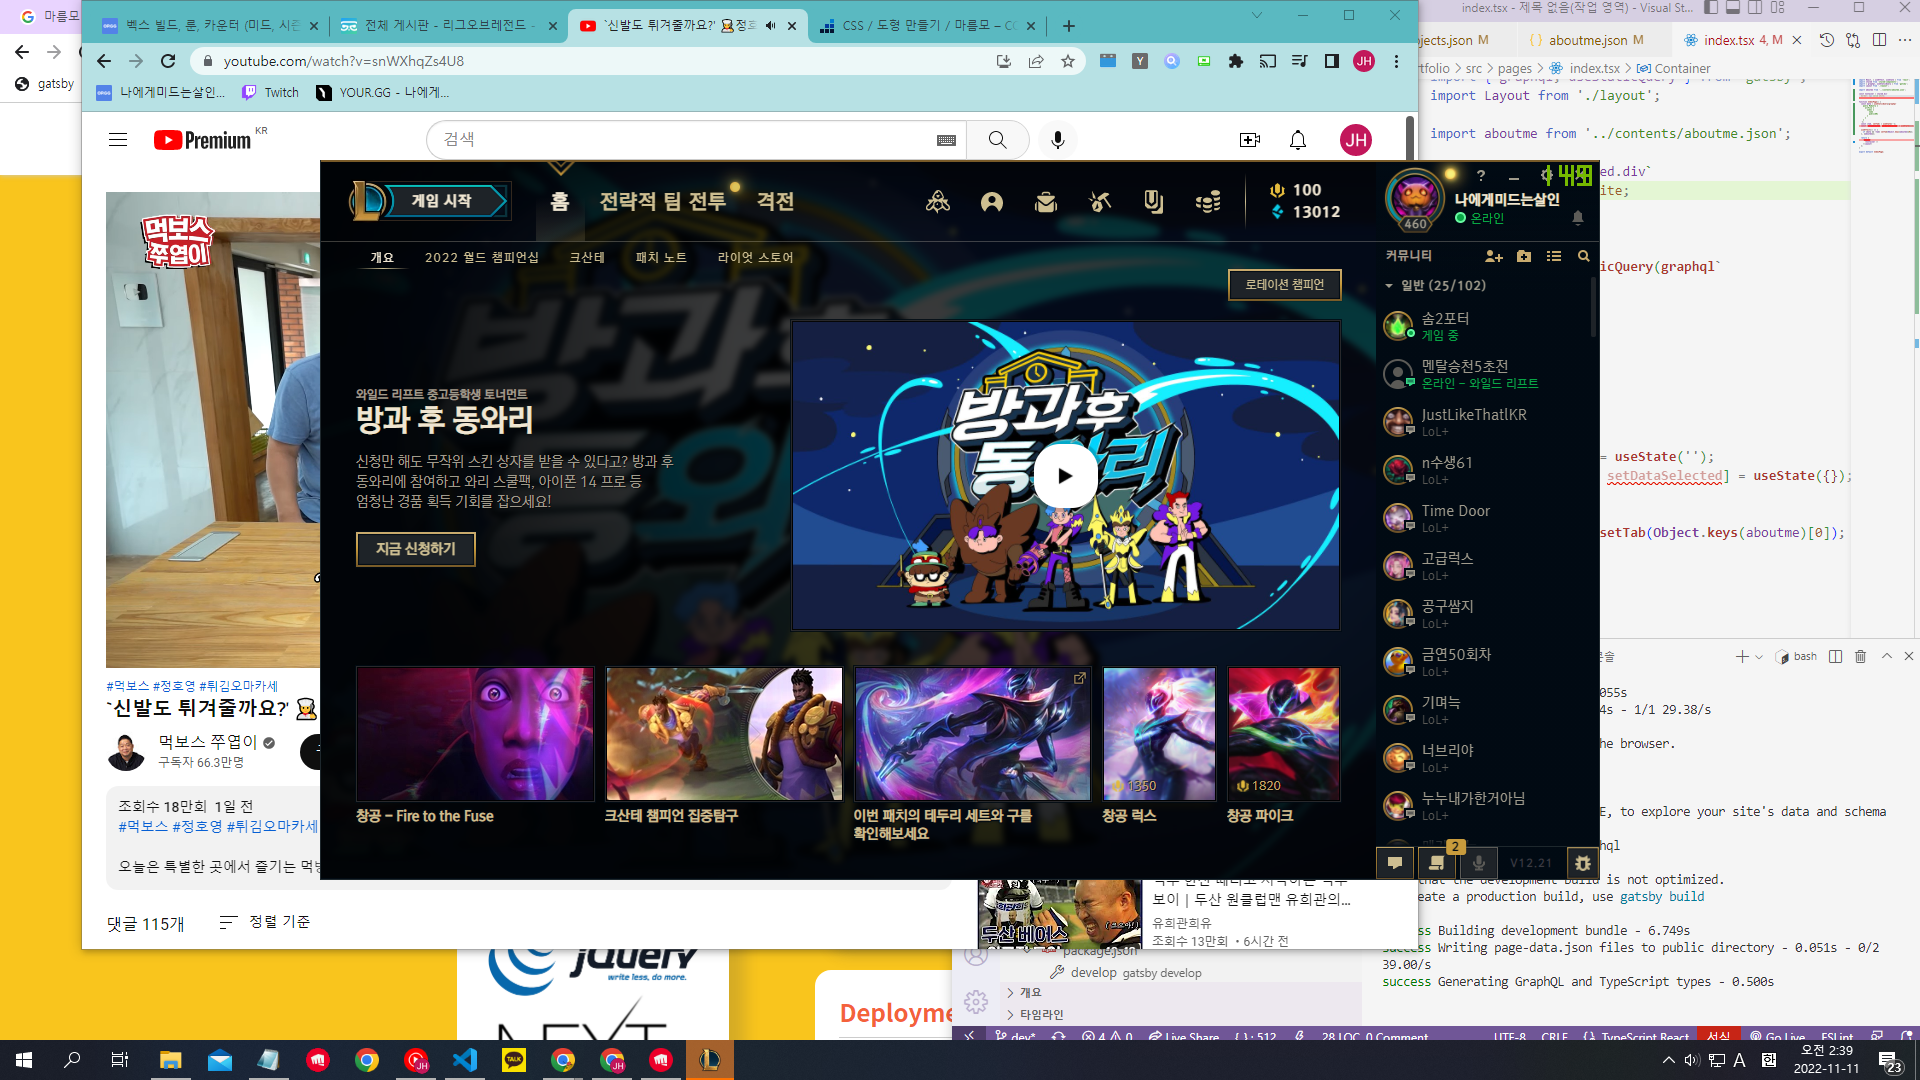 마름모
벡스 빌드, 룬, 카운터 (미드, 시즌
전체 게시판 - 리그오브레전드 -
`신발도 튀겨줄까요?' 정호
CSS / 도형 만들기 / 마름모 – CO
youtube.com/watch?v=snWXhqZs4U8
JH
gatsby
나에게미드는살인...
Twitch
YOUR.GG - 나에게...
Premium KR
검색
JH
먹보스
쭈엽이
#먹보스 #정호영 #튀김오마카세
`신발도 튀겨줄까요?'
먹보스 쭈엽이
구독자 66.3만명
조회수 18만회 1일 전
#먹보스 #정호영 #튀김오마카세
오늘은 특별한 곳에서 즐기는 먹방
댓글 115개
정렬 기준
게임 시작
홈
전략적 팀 전투
격전
100
13012
개요
2022 월드 챔피언십
크산테
패치 노트
라이엇 스토어
로테이션 챔피언
와일드 리프트 중고등학생 토너먼트
방과 후 동와리
신청만 해도 무작위 스킨 상자를 받을 수 있다고? 방과 후
동와리에 참여하고 와리 스쿨팩, 아이폰 14 프로 등
엄청난 경품 획득 기회를 잡으세요!
지금 신청하기
방과후
동와리
창공 – Fire to the Fuse
크산테 챔피언 집중탐구
이번 패치의 테두리 세트와 구를
확인해보세요
1350
창공 럭스
1820
창공 파이크
460
나에게미드는살인
온라인
커뮤니티
일반 (25/102)
솜2포터
게임 중
멘탈승천5초전
온라인 – 와일드 리프트
JustLikeThatlKR
LoL+
n수생61
LoL+
Time Door
LoL+
고급럭스
LoL+
공구쌈지
LoL+
금연50회차
LoL+
기며늑
LoL+
너브리야
LoL+
누누내가한거아님
LoL+
2
V12.21
보이 | 두산 원클럽맨 유희관의...
유희관희유
조회수 13만회 · 6시간 전
두산 베어스
jQuery
write less, do more.
Deployme
index.tsx - 제목 없음(작업 영역) - Visual St...
jects.json M
aboutme.json M
index.tsx 4, M
rtfolio > src > pages > index.tsx > Container
import Layout from './layout';
import aboutme from '../contents/aboutme.json';
ed.div`
ite;
icQuery(graphql`
= useState('');
setDataSelected] = useState({});
setTab(Object.keys(aboutme)[0]);
bash
055s
4s - 1/1 29.38/s
he browser.
E, to explore your site's data and schema
hql
that the development build is not optimized.
eate a production build, use gatsby build
success Building development bundle - 6.749s
success Writing page-data.json files to public directory - 0.051s - 0/2
39.00/s
success Generating GraphQL and TypeScript types - 0.500s
package.json
develop gatsby develop
개요
타임라인
dev*
4 0
Live Share
{..}: 512
28 LOC, 0 Comment
UTF-8
CRLF
TypeScript React
서식
Go Live
ESLint
TALK
A
한
오전 2:39
2022-11-11
23